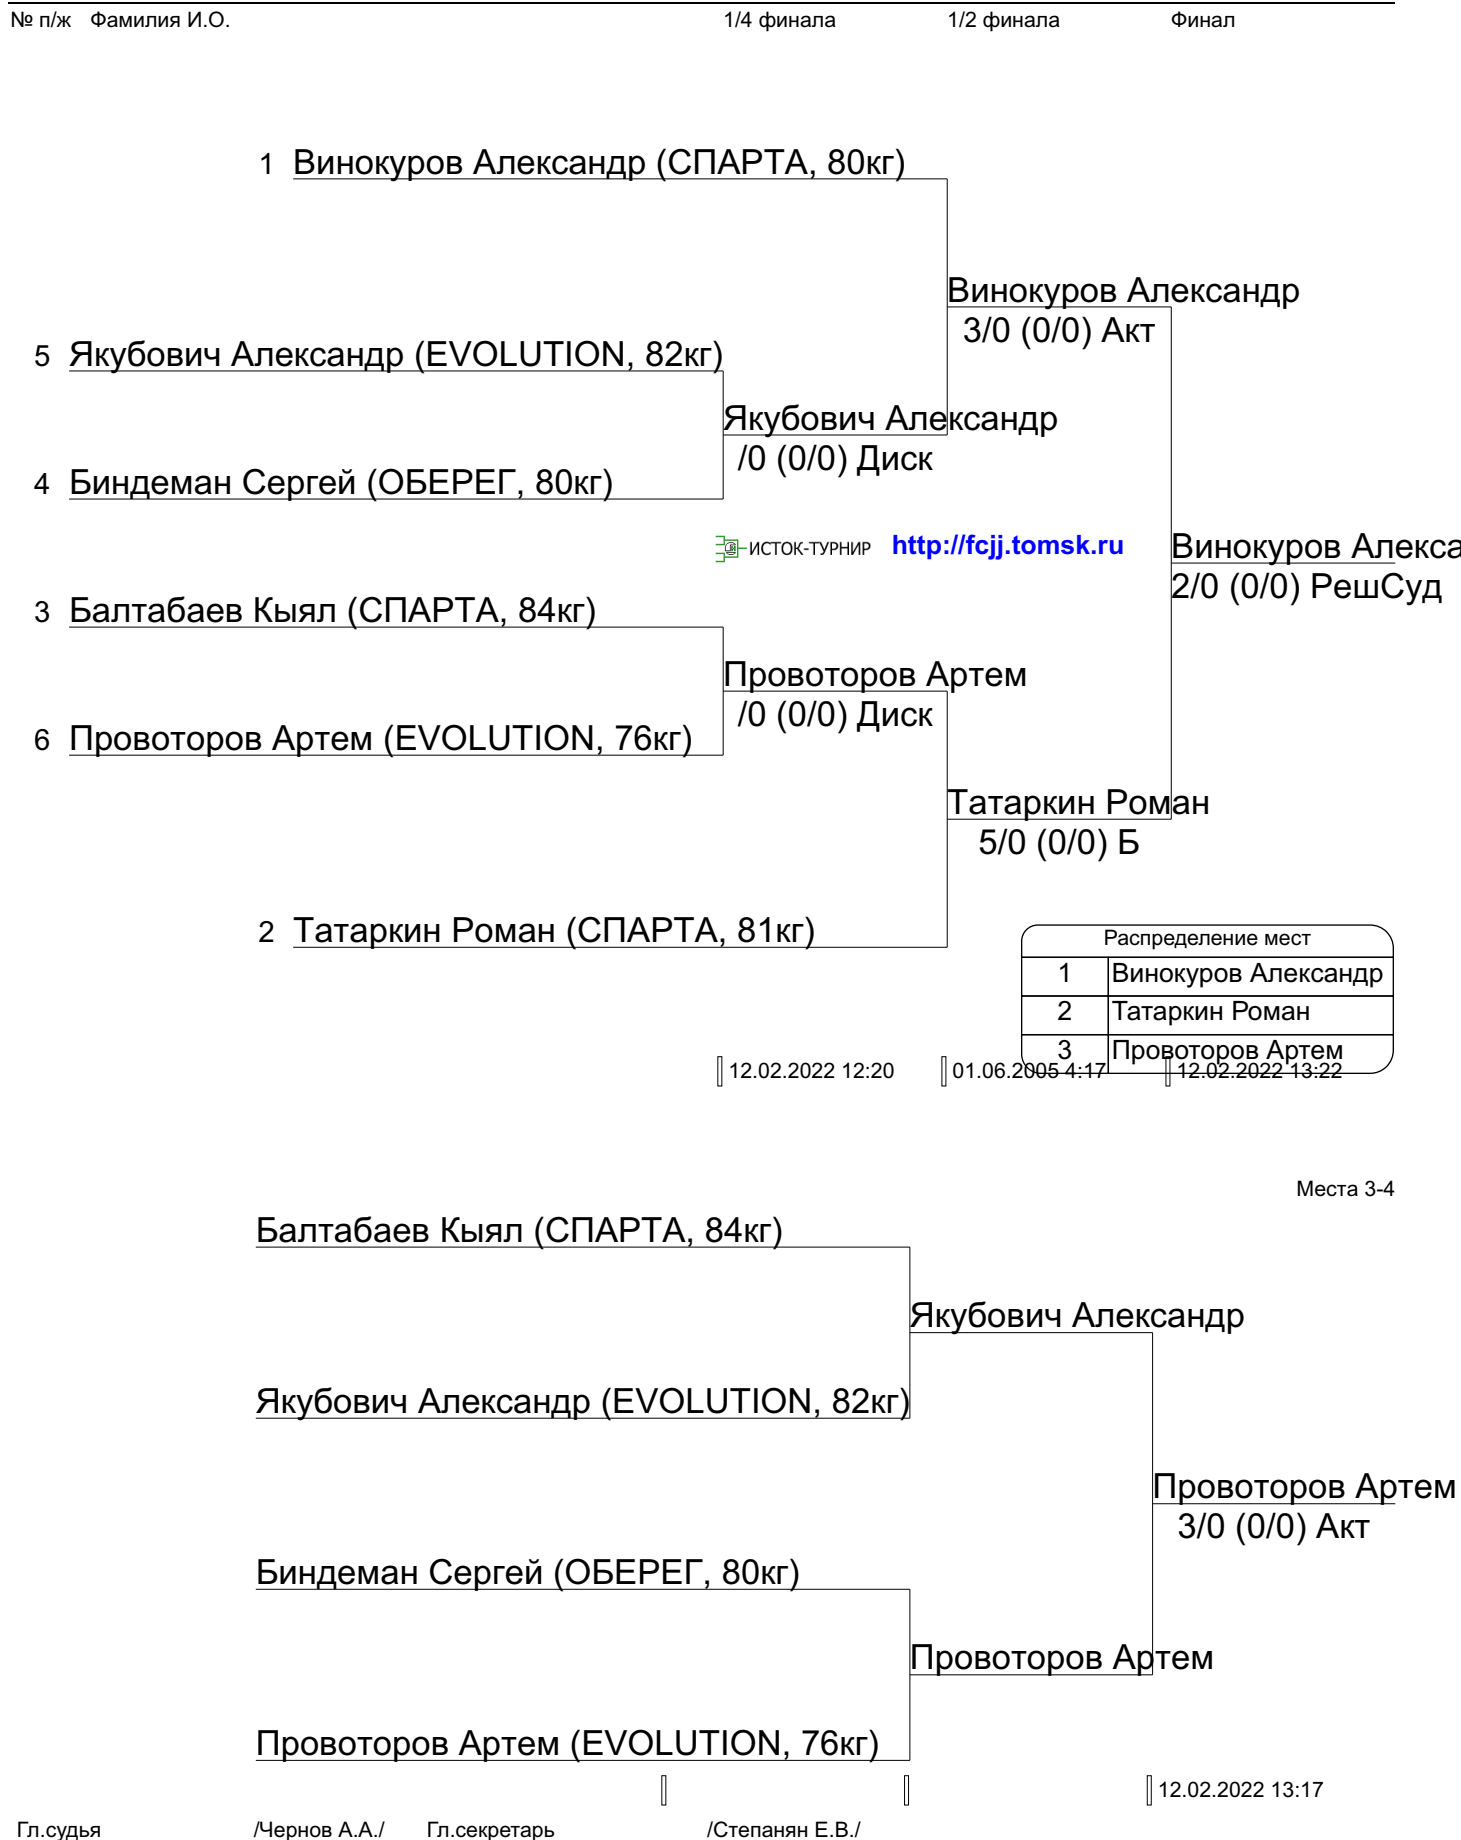 № п/ж Фамилия И.О. 1/4 финала 1/2 финала Финал
1 Винокуров Александр (СПАРТА, 80кг)
Винокуров Александр
3/0 (0/0) Акт
5 Якубович Александр (EVOLUTION, 82кг)
Якубович Александр
/0 (0/0) Диск
4 Биндеман Сергей (ОБЕРЕГ, 80кг)
ИСТОК-ТУРНИР http://fcjj.tomsk.ru
Винокуров Алекса
2/0 (0/0) РешСуд
3 Балтабаев Кыял (СПАРТА, 84кг)
Провоторов Артем
/0 (0/0) Диск
6 Провоторов Артем (EVOLUTION, 76кг)
Татаркин Роман
5/0 (0/0) Б
2 Татаркин Роман (СПАРТА, 81кг)
Распределение мест
1 Винокуров Александр
2 Татаркин Роман
3 Провоторов Артем
12.02.2022 12:20 01.06.2005 4:17 12.02.2022 13:22
Места 3-4
Балтабаев Кыял (СПАРТА, 84кг)
Якубович Александр
Якубович Александр (EVOLUTION, 82кг)
Провоторов Артем
3/0 (0/0) Акт
Биндеман Сергей (ОБЕРЕГ, 80кг)
Провоторов Артем
Провоторов Артем (EVOLUTION, 76кг)
12.02.2022 13:17
Гл.судья /Чернов А.А./ Гл.секретарь /Степанян Е.В./